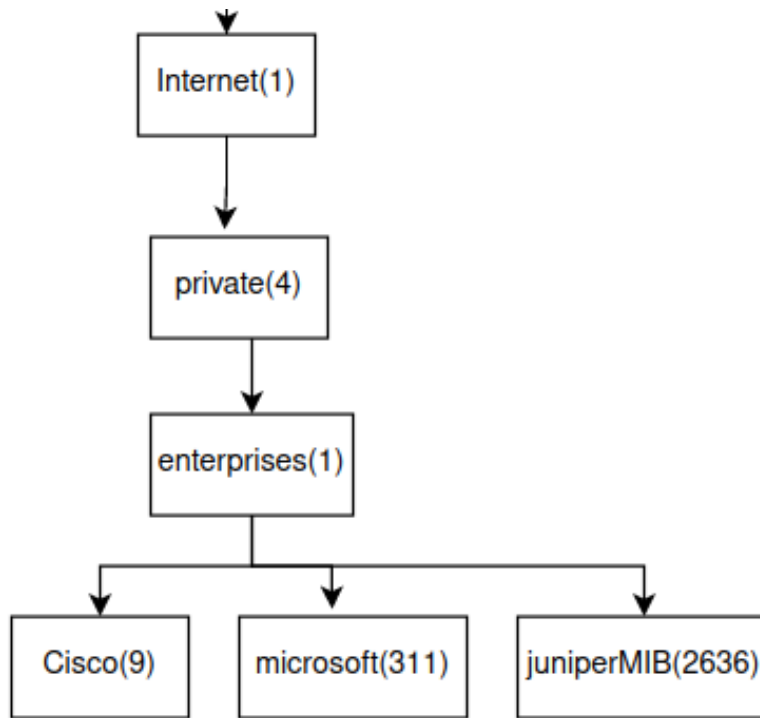 Internet(1)
private(4)
enterprises(1)
Cisco(9)
microsoft(311)
juniperMIB(2636)